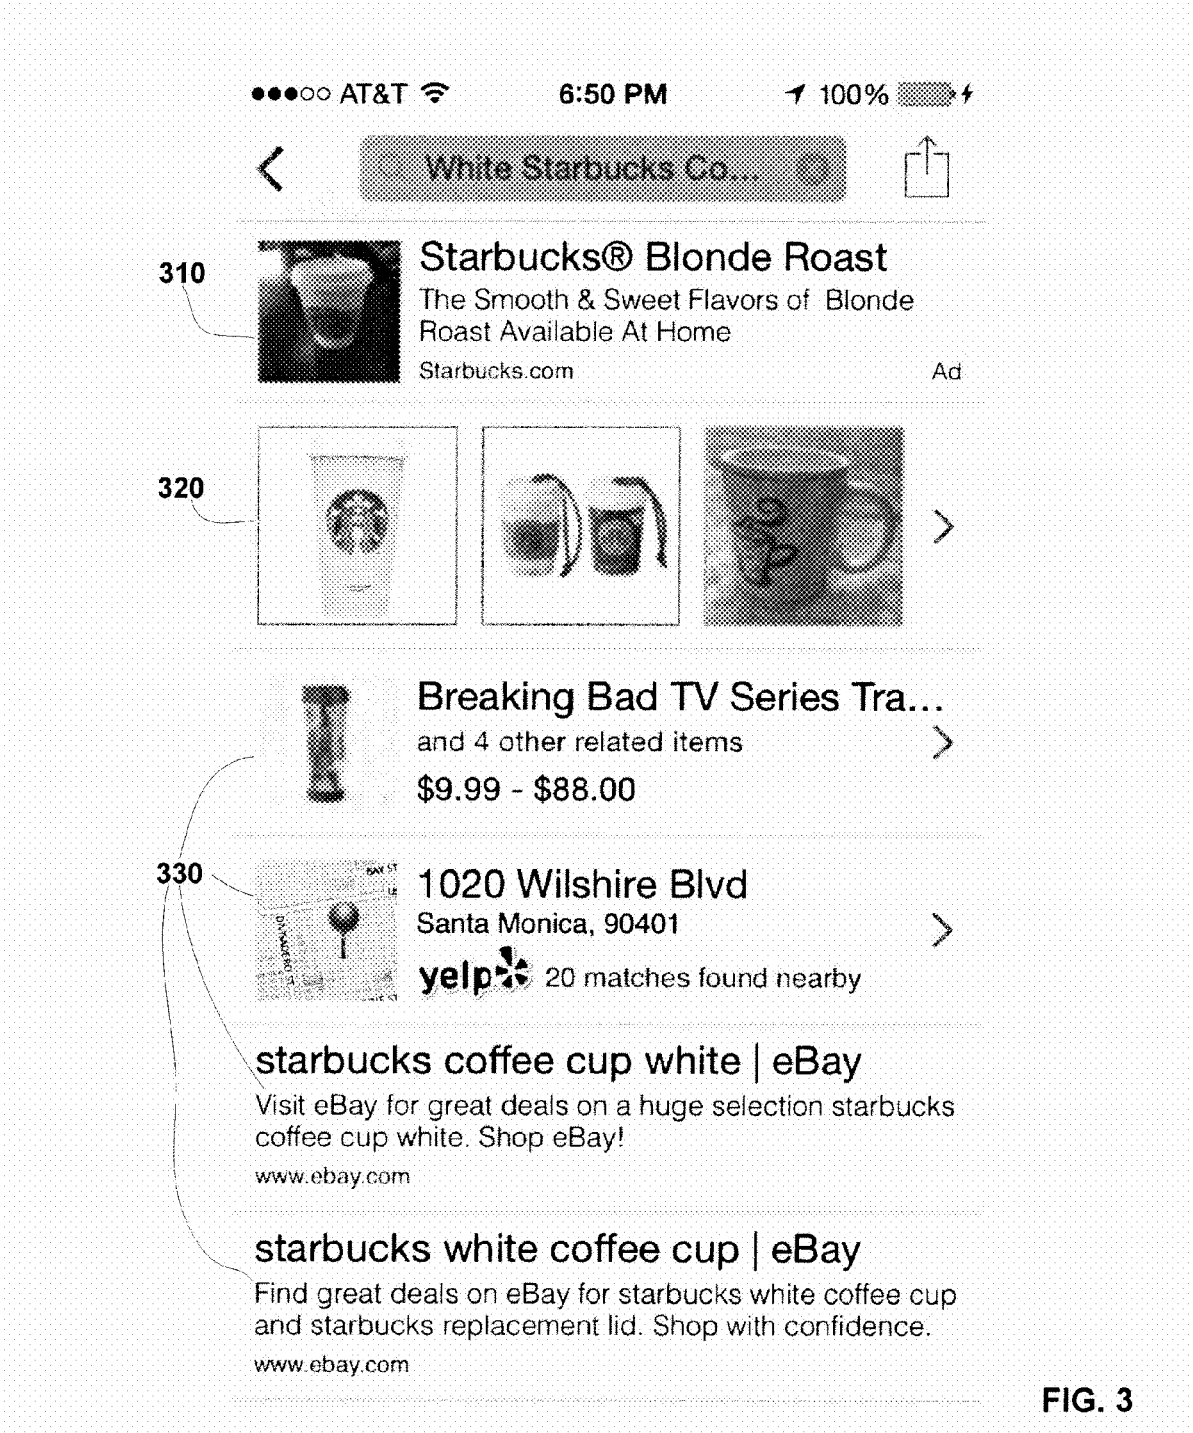 AT&T 6:50 PM 100%
White Starbucks Co...
310
Starbucks® Blonde Roast
The Smooth & Sweet Flavors of Blonde
Roast Available At Home
Starbucks.com Ad
320
Breaking Bad TV Series Tra...
and 4 other related items
$9.99 - $88.00
330
BAY ST
1020 Wilshire Blvd
Santa Monica, 90401
yelp 20 matches found nearby
starbucks coffee cup white | eBay
Visit eBay for great deals on a huge selection starbucks
coffee cup white. Shop eBay!
www.ebay.com
starbucks white coffee cup | eBay
Find great deals on eBay for starbucks white coffee cup
and starbucks replacement lid. Shop with confidence.
www.ebay.com
FIG. 3